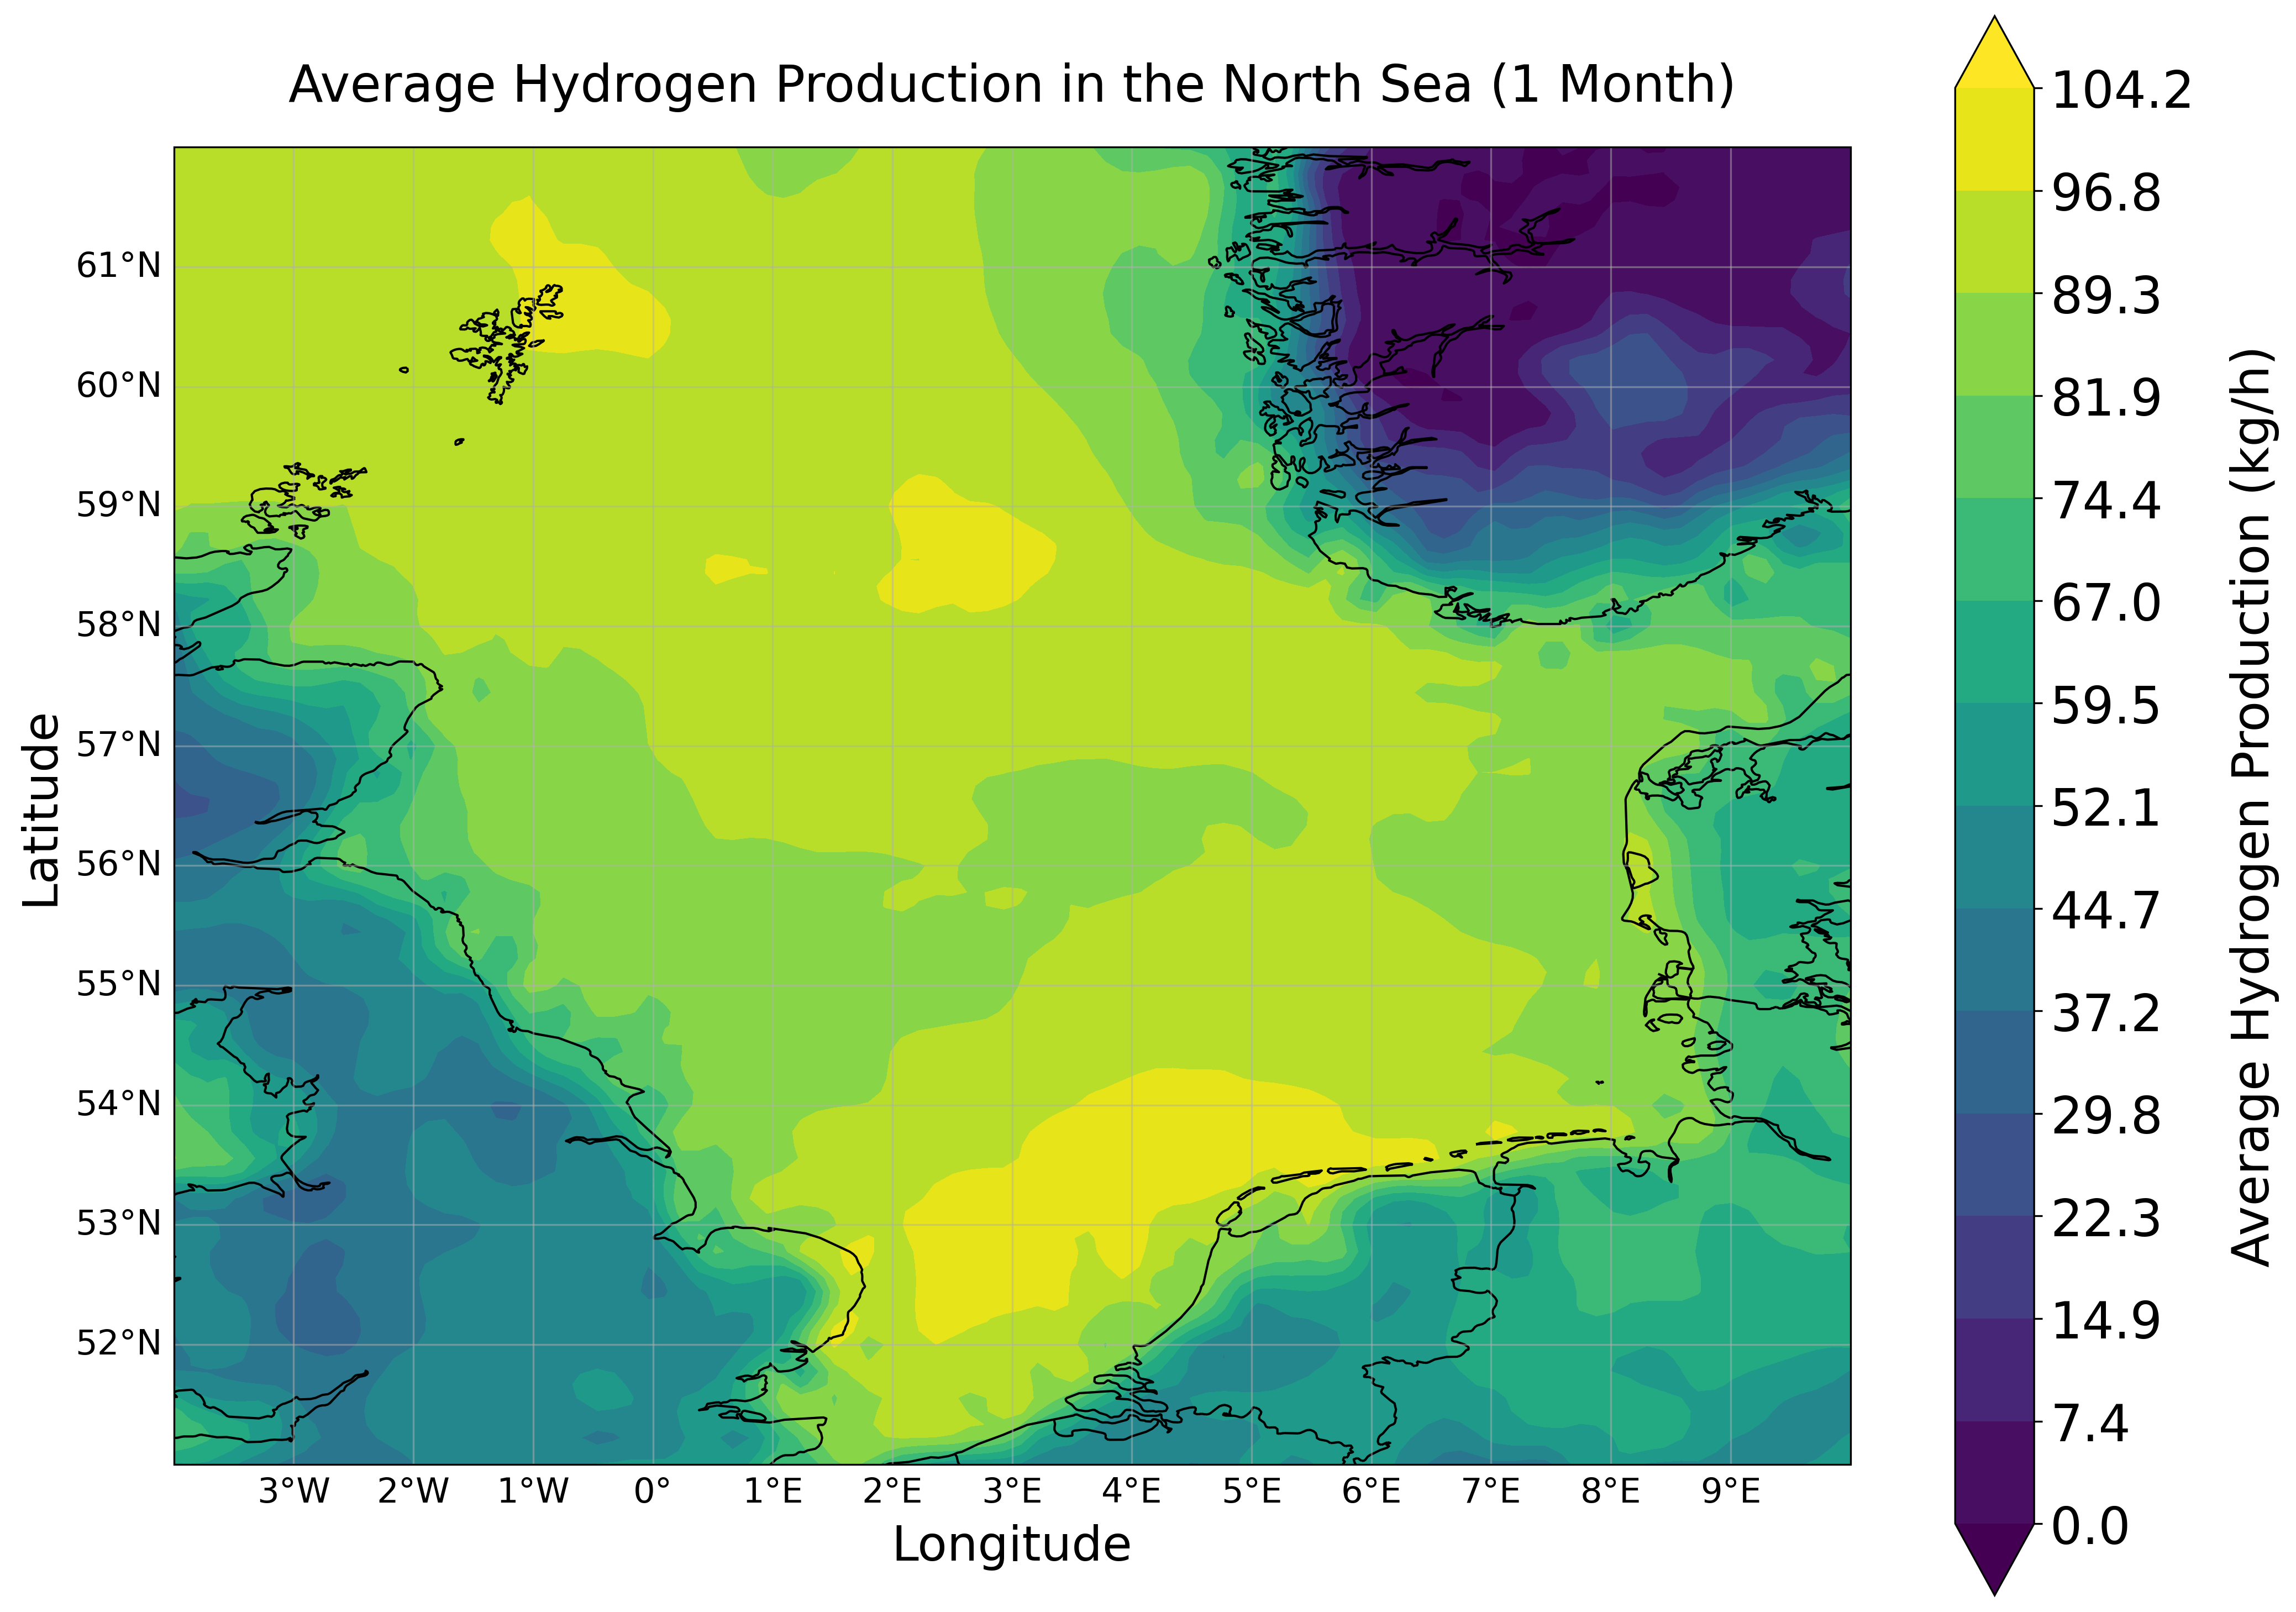 Average Hydrogen Production in the North Sea (1 Month)
61°N
60°N
59°N
58°N
57°N
56°N
55°N
54°N
53°N
52°N
Latitude
3°W 2°W 1°W 0° 1°E 2°E 3°E 4°E 5°E 6°E 7°E 8°E 9°E
Longitude
104.2
96.8
89.3
81.9
74.4
67.0
59.5
52.1
44.7
37.2
29.8
22.3
14.9
7.4
0.0
Average Hydrogen Production (kg/h)